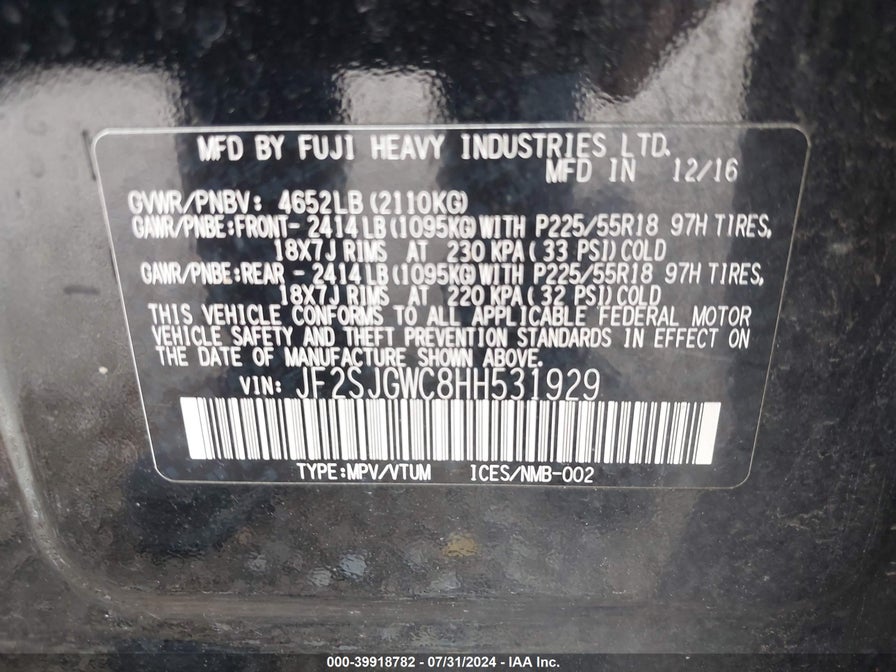 MFD BY FUJI HEAVY INDUSTRIES LTD.
MFD IN 12/16
GVWR/PNBV: 4652LB(2110KG)
GAWR/PNBE:FRONT- 2414LB(1095KG)WITH P225/55R18 97H TIRES,
18X7J RIMS AT 230 KPA(33 PSI)COLD
GAWR/PNBE:REAR - 2414LB(1095KG)WITH P225/55R18 97H TIRES,
18X7J RIMS AT 220 KPA(32 PSI)COLD
THIS VEHICLE CONFORMS TO ALL APPLICABLE FEDERAL MOTOR
VEHICLE SAFETY AND THEFT PREVENTION STANDARDS IN EFFECT ON
THE DATE OF MANUFACTURE SHOWN ABOVE.
VIN: JF2SJGWC8HH531929
TYPE:MPV/VTUM ICES/NMB-002
000-39918782 - 07/31/2024 - IAA Inc.